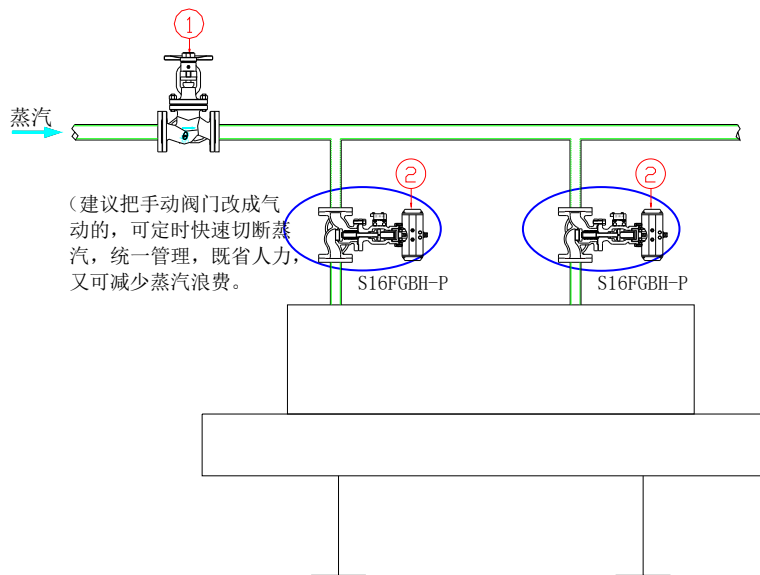 ①
蒸汽
②
②
（建议把手动阀门改成气
动的，可定时快速切断蒸
汽，统一管理，既省人力，
又可减少蒸汽浪费。
S16FGBH-P
S16FGBH-P